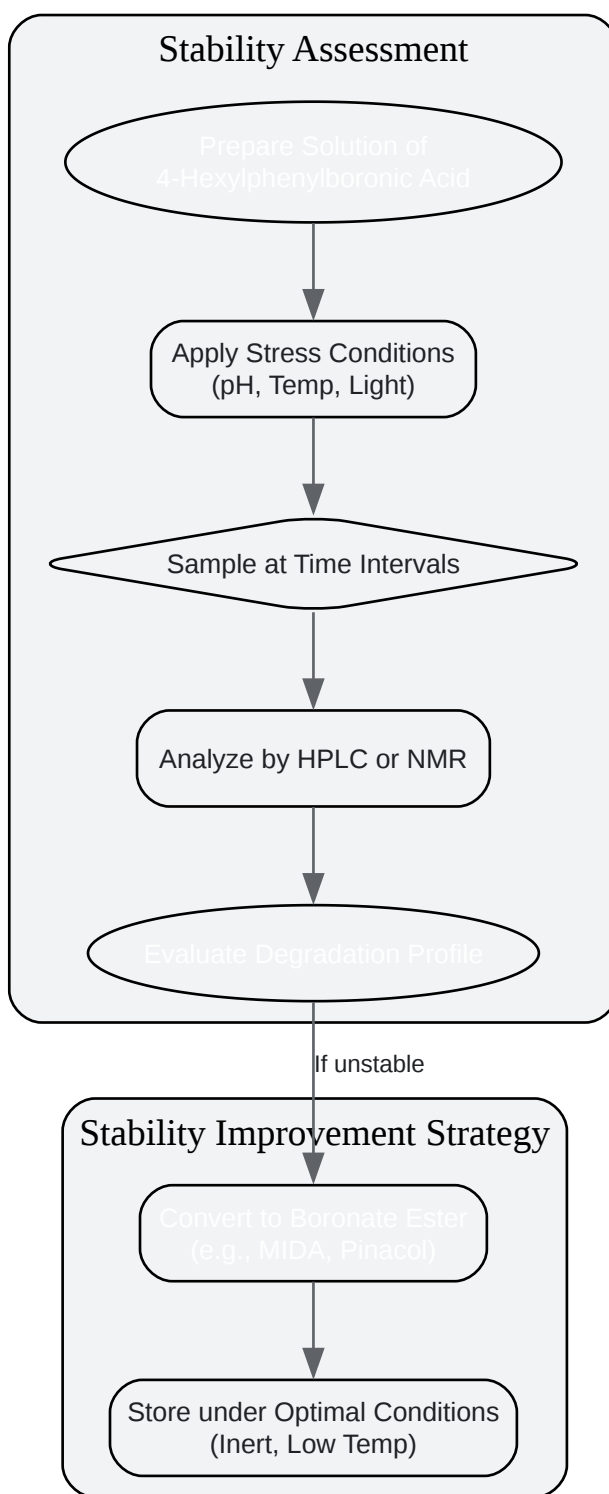 Stability Assessment
Prepare Solution of
4-Hexylphenylboronic Acid
Apply Stress Conditions
(pH, Temp, Light)
Sample at Time Intervals
Analyze by HPLC or NMR
Evaluate Degradation Profile
If unstable
Stability Improvement Strategy
Convert to Boronate Ester
(e.g., MIDA, Pinacol)
Store under Optimal Conditions
(Inert, Low Temp)